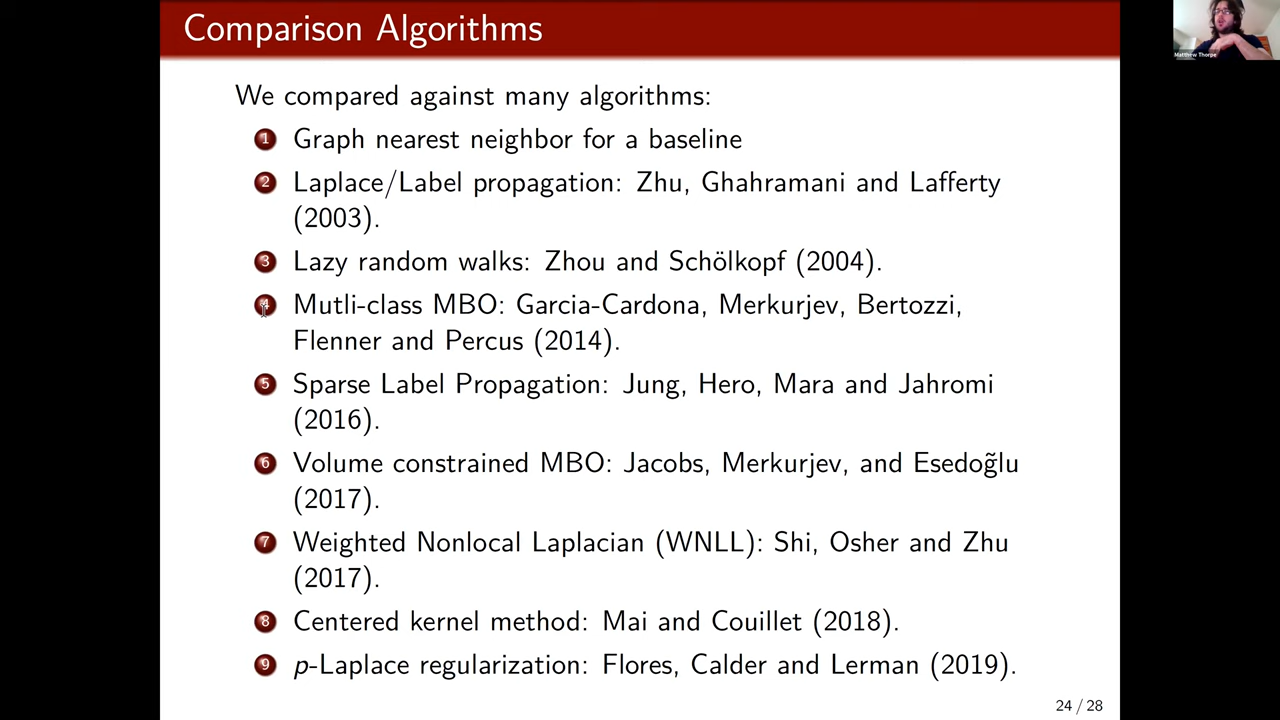 Comparison Algorithms
Matthew Thorpe
We compared against many algorithms:
1 Graph nearest neighbor for a baseline
2 Laplace/Label propagation: Zhu, Ghahramani and Lafferty
(2003).
3 Lazy random walks: Zhou and Schölkopf (2004).
4 Mutli-class MBO: Garcia-Cardona, Merkurjev, Bertozzi,
Flenner and Percus (2014).
5 Sparse Label Propagation: Jung, Hero, Mara and Jahromi
(2016).
6 Volume constrained MBO: Jacobs, Merkurjev, and Esedog̃lu
(2017).
7 Weighted Nonlocal Laplacian (WNLL): Shi, Osher and Zhu
(2017).
8 Centered kernel method: Mai and Couillet (2018).
9 p-Laplace regularization: Flores, Calder and Lerman (2019).
24 / 28